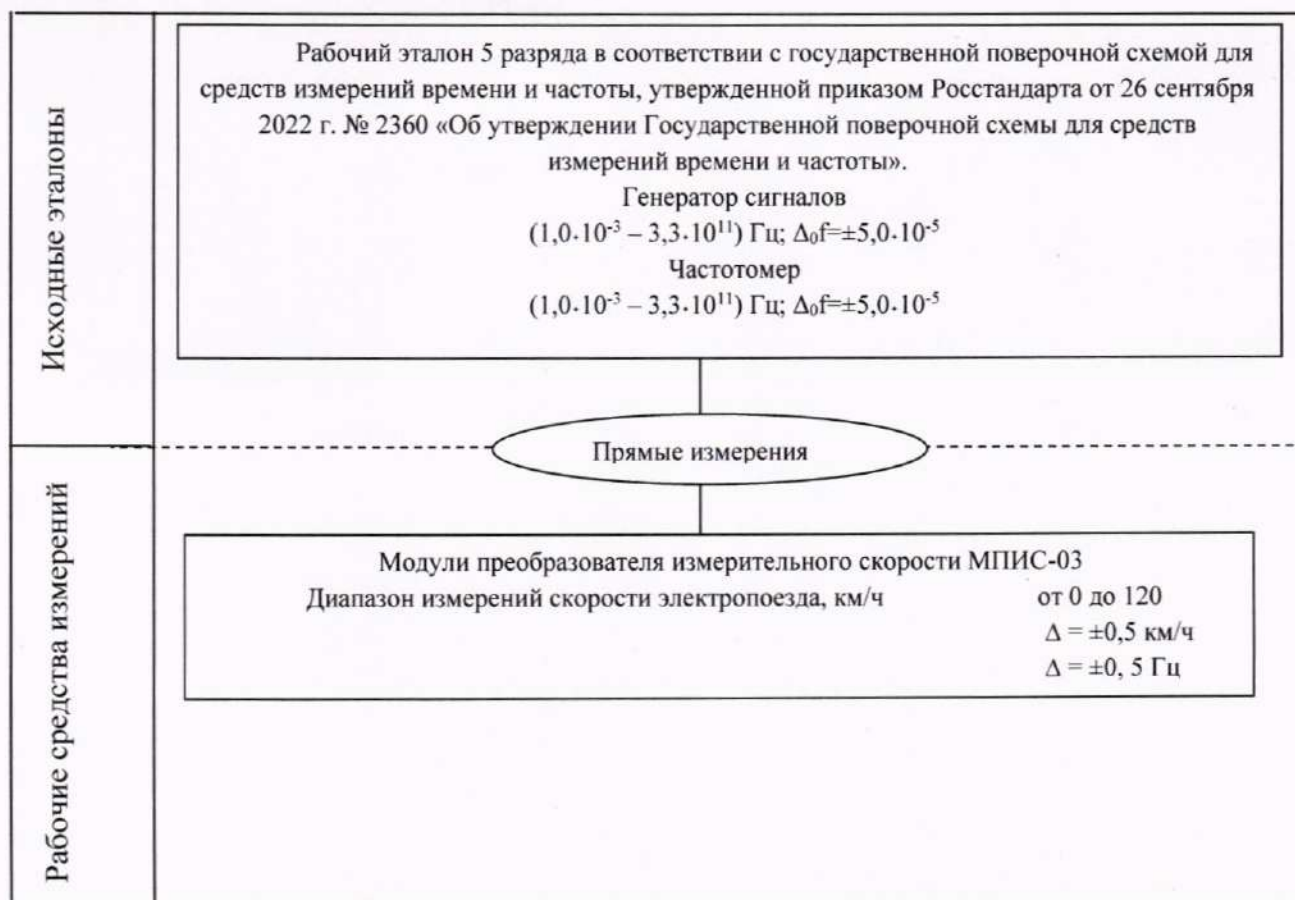 Исходные эталоны
Рабочий эталон 5 разряда в соответствии с государственной поверочной схемой для
средств измерений времени и частоты, утвержденной приказом Росстандарта от 26 сентября
2022 г. № 2360 «Об утверждении Государственной поверочной схемы для средств
измерений времени и частоты».
Генератор сигналов
(1,0·10⁻³ – 3,3·10¹¹) Гц; Δ₀f=±5,0·10⁻⁵
Частотомер
(1,0·10⁻³ – 3,3·10¹¹) Гц; Δ₀f=±5,0·10⁻⁵
Прямые измерения
Рабочие средства измерений
Модули преобразователя измерительного скорости МПИС-03
Диапазон измерений скорости электропоезда, км/ч от 0 до 120
Δ = ±0,5 км/ч
Δ = ±0, 5 Гц